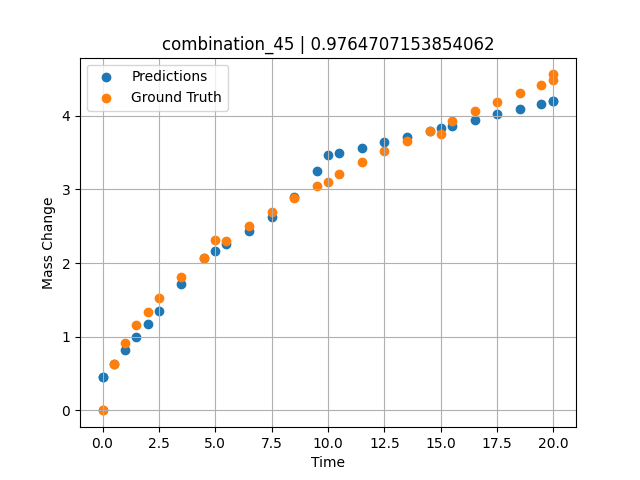 combination_45 | 0.9764707153854062
Predictions
Ground Truth
Mass Change
4
3
2
1
0
0.0 2.5 5.0 7.5 10.0 12.5 15.0 17.5 20.0
Time